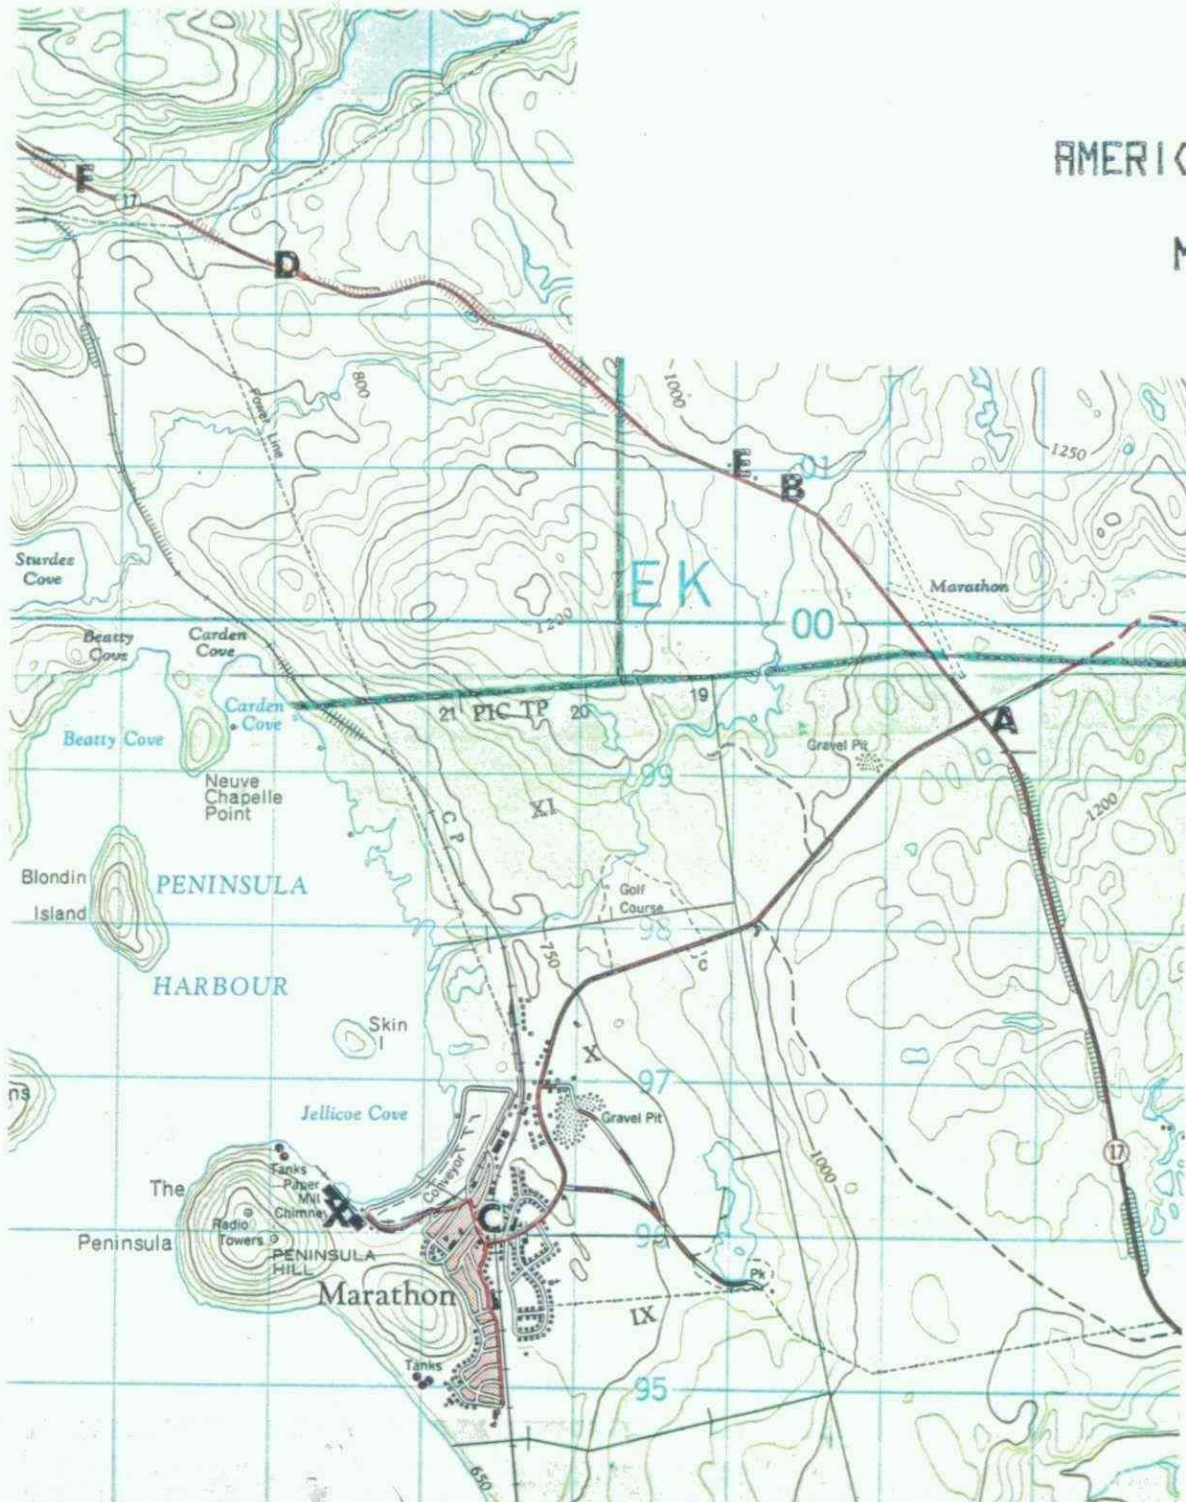 AMERI
F
17
D
800
1000
Power Line
E.
B
01
1250
Sturdee
Cove
EK
Marathon
1200
00
Beatty
Cove
Carden
Cove
19
21
PIC TP
20
Carden
Cove
A
Beatty Cove
Gravel Pit
99
Neuve
Chapelle
Point
XI
1200
C P
Blondin
Island
PENINSULA
Golf
Course
98
750
C
HARBOUR
Skin
I
X
97
ns
Jellicoe Cove
Gravel Pit
Conveyor
1000
17
The
Peninsula
Tanks
Paper
Mill
Chimney
X
C
Radio
Towers
96
PENINSULA
HILL
Pk
Marathon
IX
Tanks
95
650